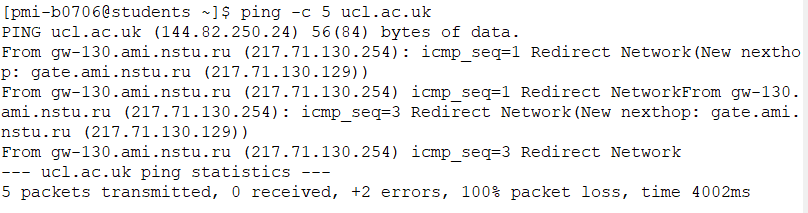 [pmi-b0706@students ~]$ ping -c 5 ucl.ac.uk
PING ucl.ac.uk (144.82.250.24) 56(84) bytes of data.
From gw-130.ami.nstu.ru (217.71.130.254): icmp_seq=1 Redirect Network(New nextho
p: gate.ami.nstu.ru (217.71.130.129))
From gw-130.ami.nstu.ru (217.71.130.254) icmp_seq=1 Redirect NetworkFrom gw-130.
ami.nstu.ru (217.71.130.254): icmp_seq=3 Redirect Network(New nexthop: gate.ami.
nstu.ru (217.71.130.129))
From gw-130.ami.nstu.ru (217.71.130.254) icmp_seq=3 Redirect Network
--- ucl.ac.uk ping statistics ---
5 packets transmitted, 0 received, +2 errors, 100% packet loss, time 4002ms